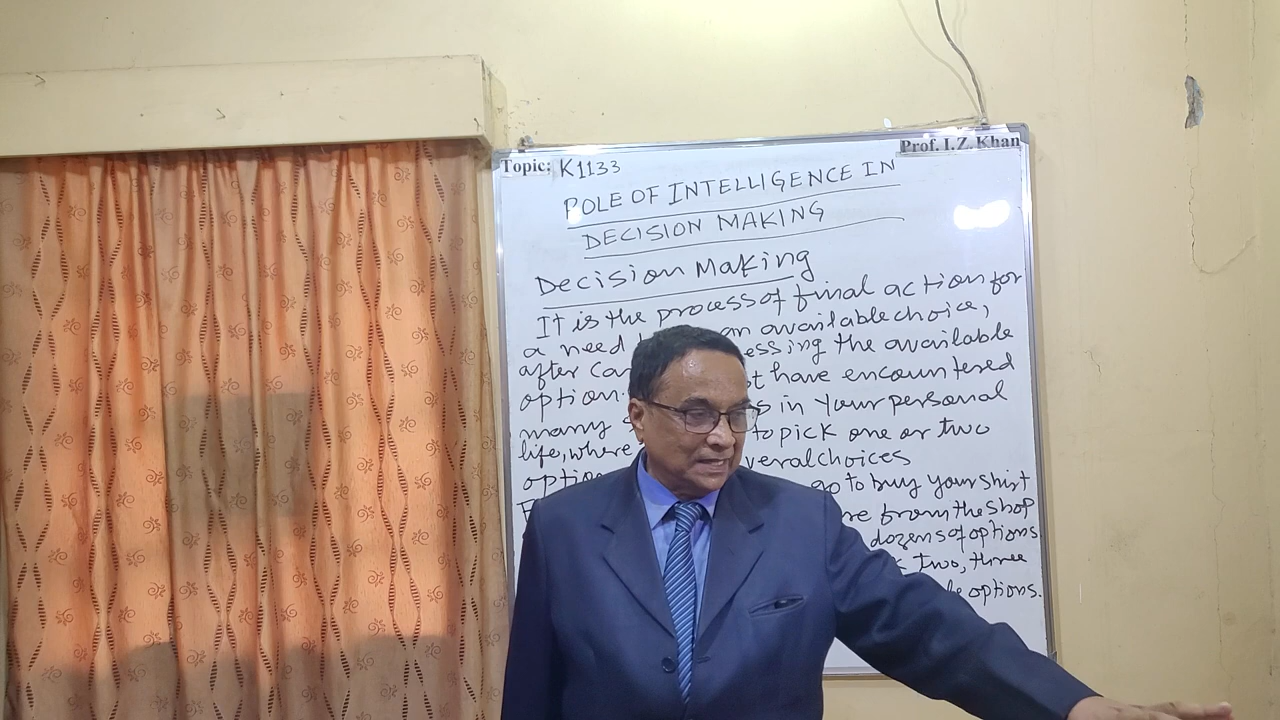 Topic: K1133
Prof. I.Z. Khan
POLE OF INTELLIGENCE IN
DECISION MAKING
Decision Making
It is the process of final action for
a need an available choice,
after essing the available
option. have encountered
many in your personal
life, where to pick one or two
optio choices
go to buy your shirt
from the shop
dozens of options
two, three
options.